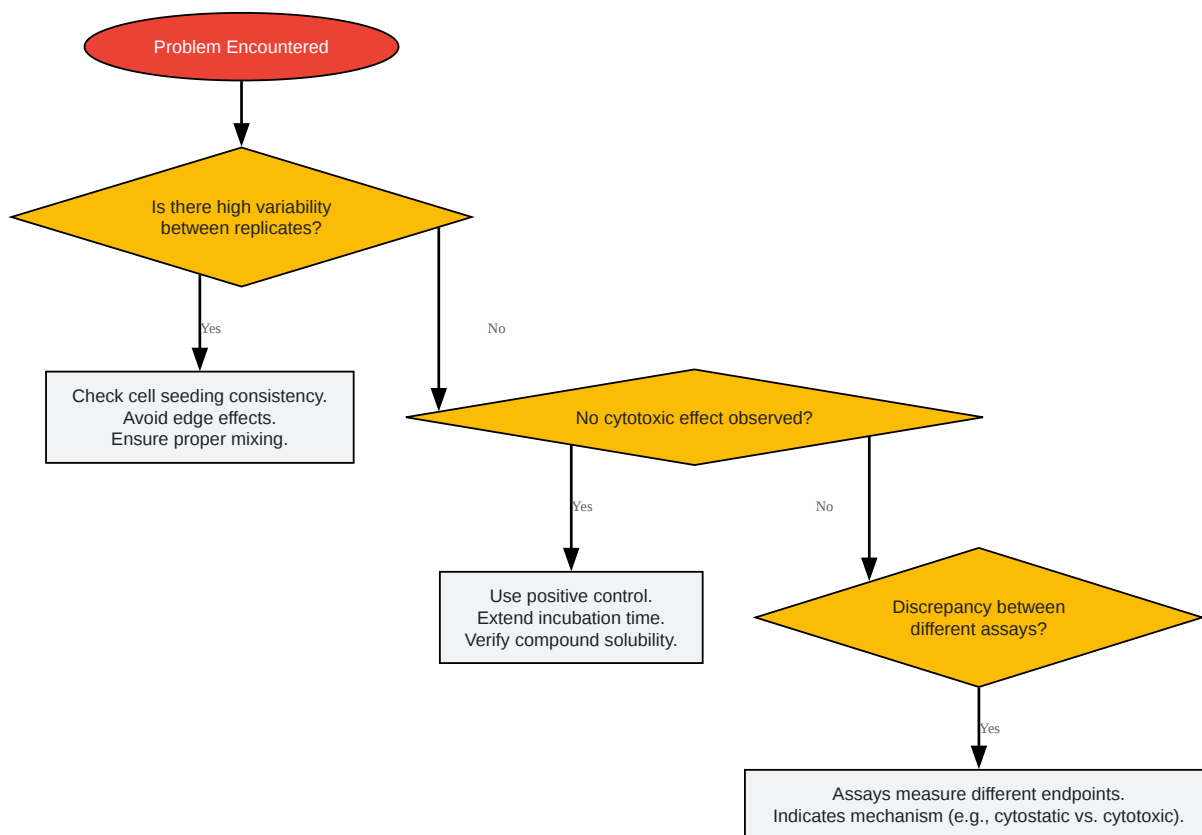 Problem Encountered
Is there high variability
between replicates?
Yes
No
Check cell seeding consistency.
Avoid edge effects.
Ensure proper mixing.
No cytotoxic effect observed?
Yes
No
Use positive control.
Extend incubation time.
Verify compound solubility.
Discrepancy between
different assays?
Yes
Assays measure different endpoints.
Indicates mechanism (e.g., cytostatic vs. cytotoxic).